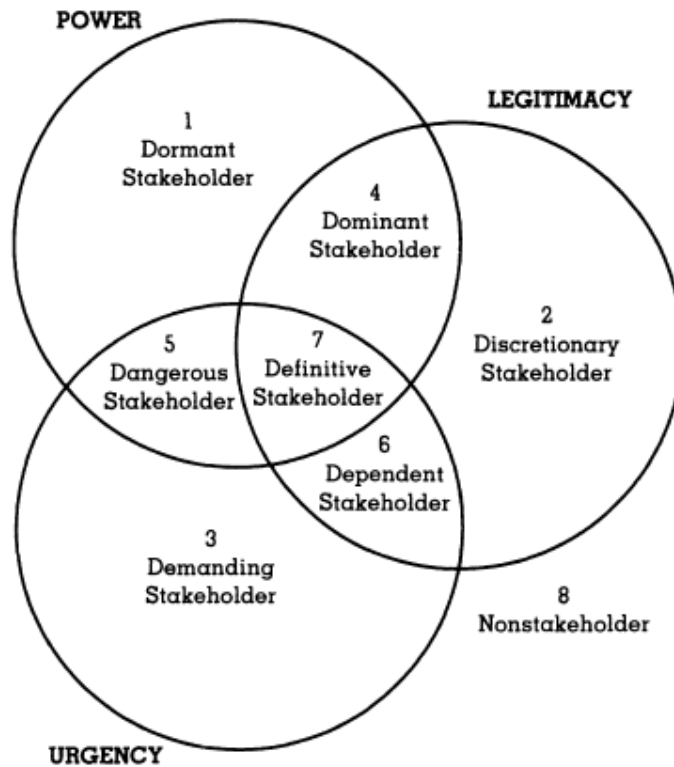 POWER
LEGITIMACY
1
Dormant
Stakeholder
4
Dominant
Stakeholder
5
Dangerous
Stakeholder
7
Definitive
Stakeholder
2
Discretionary
Stakeholder
6
Dependent
Stakeholder
3
Demanding
Stakeholder
8
Nonstakeholder
URGENCY